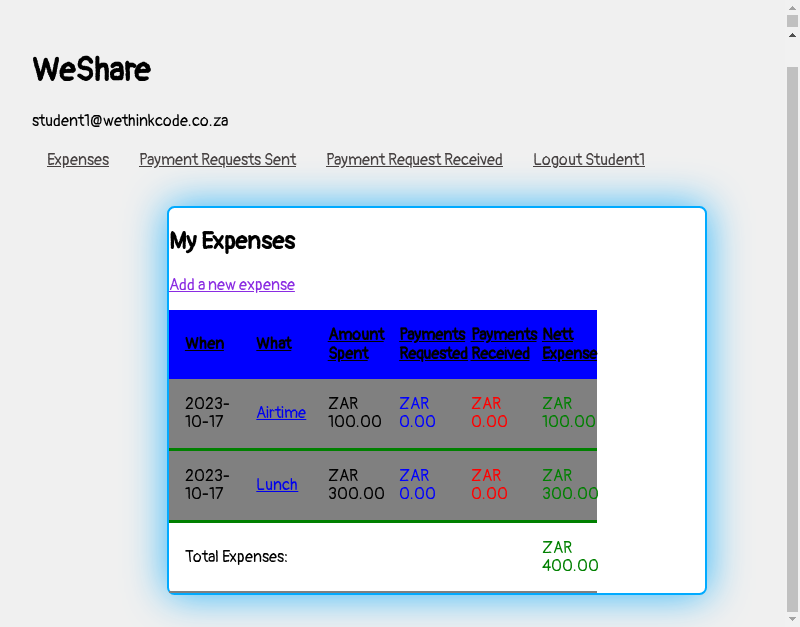 WeShare
student1@wethinkcode.co.za
Expenses Payment Requests Sent Payment Request Received Logout Student1
My Expenses
Add a new expense
When What Amount Spent Payments Requested Payments Received Nett Expense
2023-10-17 Airtime ZAR 100.00 ZAR 0.00 ZAR 0.00 ZAR 100.00
2023-10-17 Lunch ZAR 300.00 ZAR 0.00 ZAR 0.00 ZAR 300.00
Total Expenses: ZAR 400.00